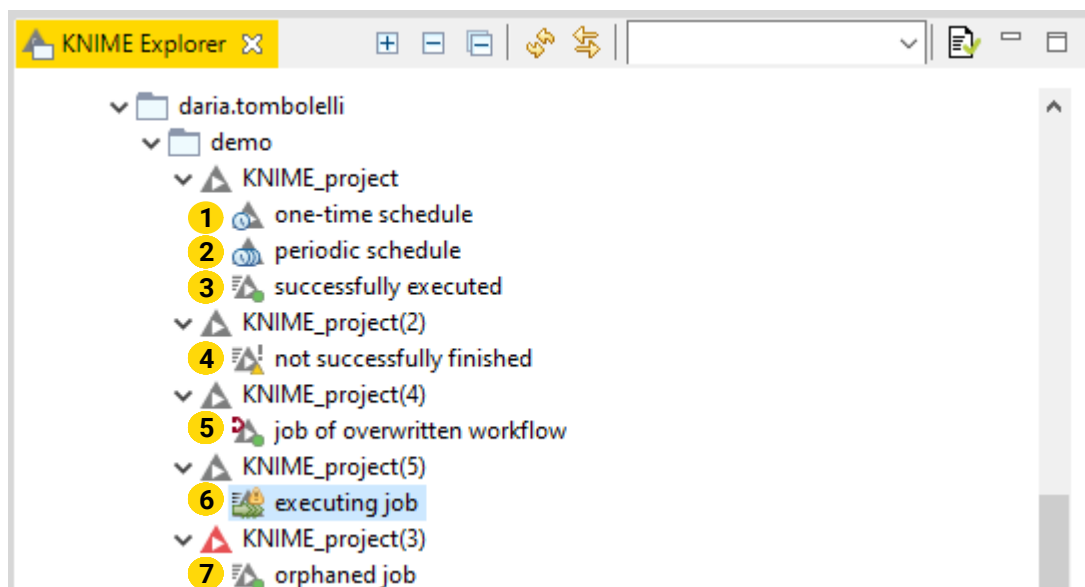 KNIME Explorer
daria.tombolelli
demo
KNIME_project
1 one-time schedule
2 periodic schedule
3 successfully executed
KNIME_project(2)
4 not successfully finished
KNIME_project(4)
5 job of overwritten workflow
KNIME_project(5)
6 executing job
KNIME_project(3)
7 orphaned job